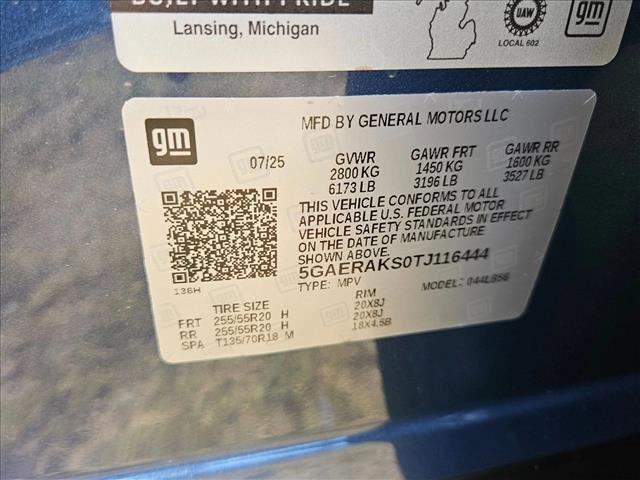 BUILT WITH PRIDE
Lansing, Michigan
UAW
LOCAL 602
gm
gm
MFD BY GENERAL MOTORS LLC
07/25 GVWR GAWR FRT GAWR RR
2800 KG 1450 KG 1600 KG
6173 LB 3196 LB 3527 LB
THIS VEHICLE CONFORMS TO ALL
APPLICABLE U.S. FEDERAL MOTOR
VEHICLE SAFETY STANDARDS IN EFFECT
ON THE DATE OF MANUFACTURE
5GAERAKS0TJ116444
TYPE: MPV MODEL: 044LB56
136H
TIRE SIZE RIM
FRT 255/55R20 H 20X8J
RR 255/55R20 H 20X8J
SPA T135/70R18 M 18X4.5B